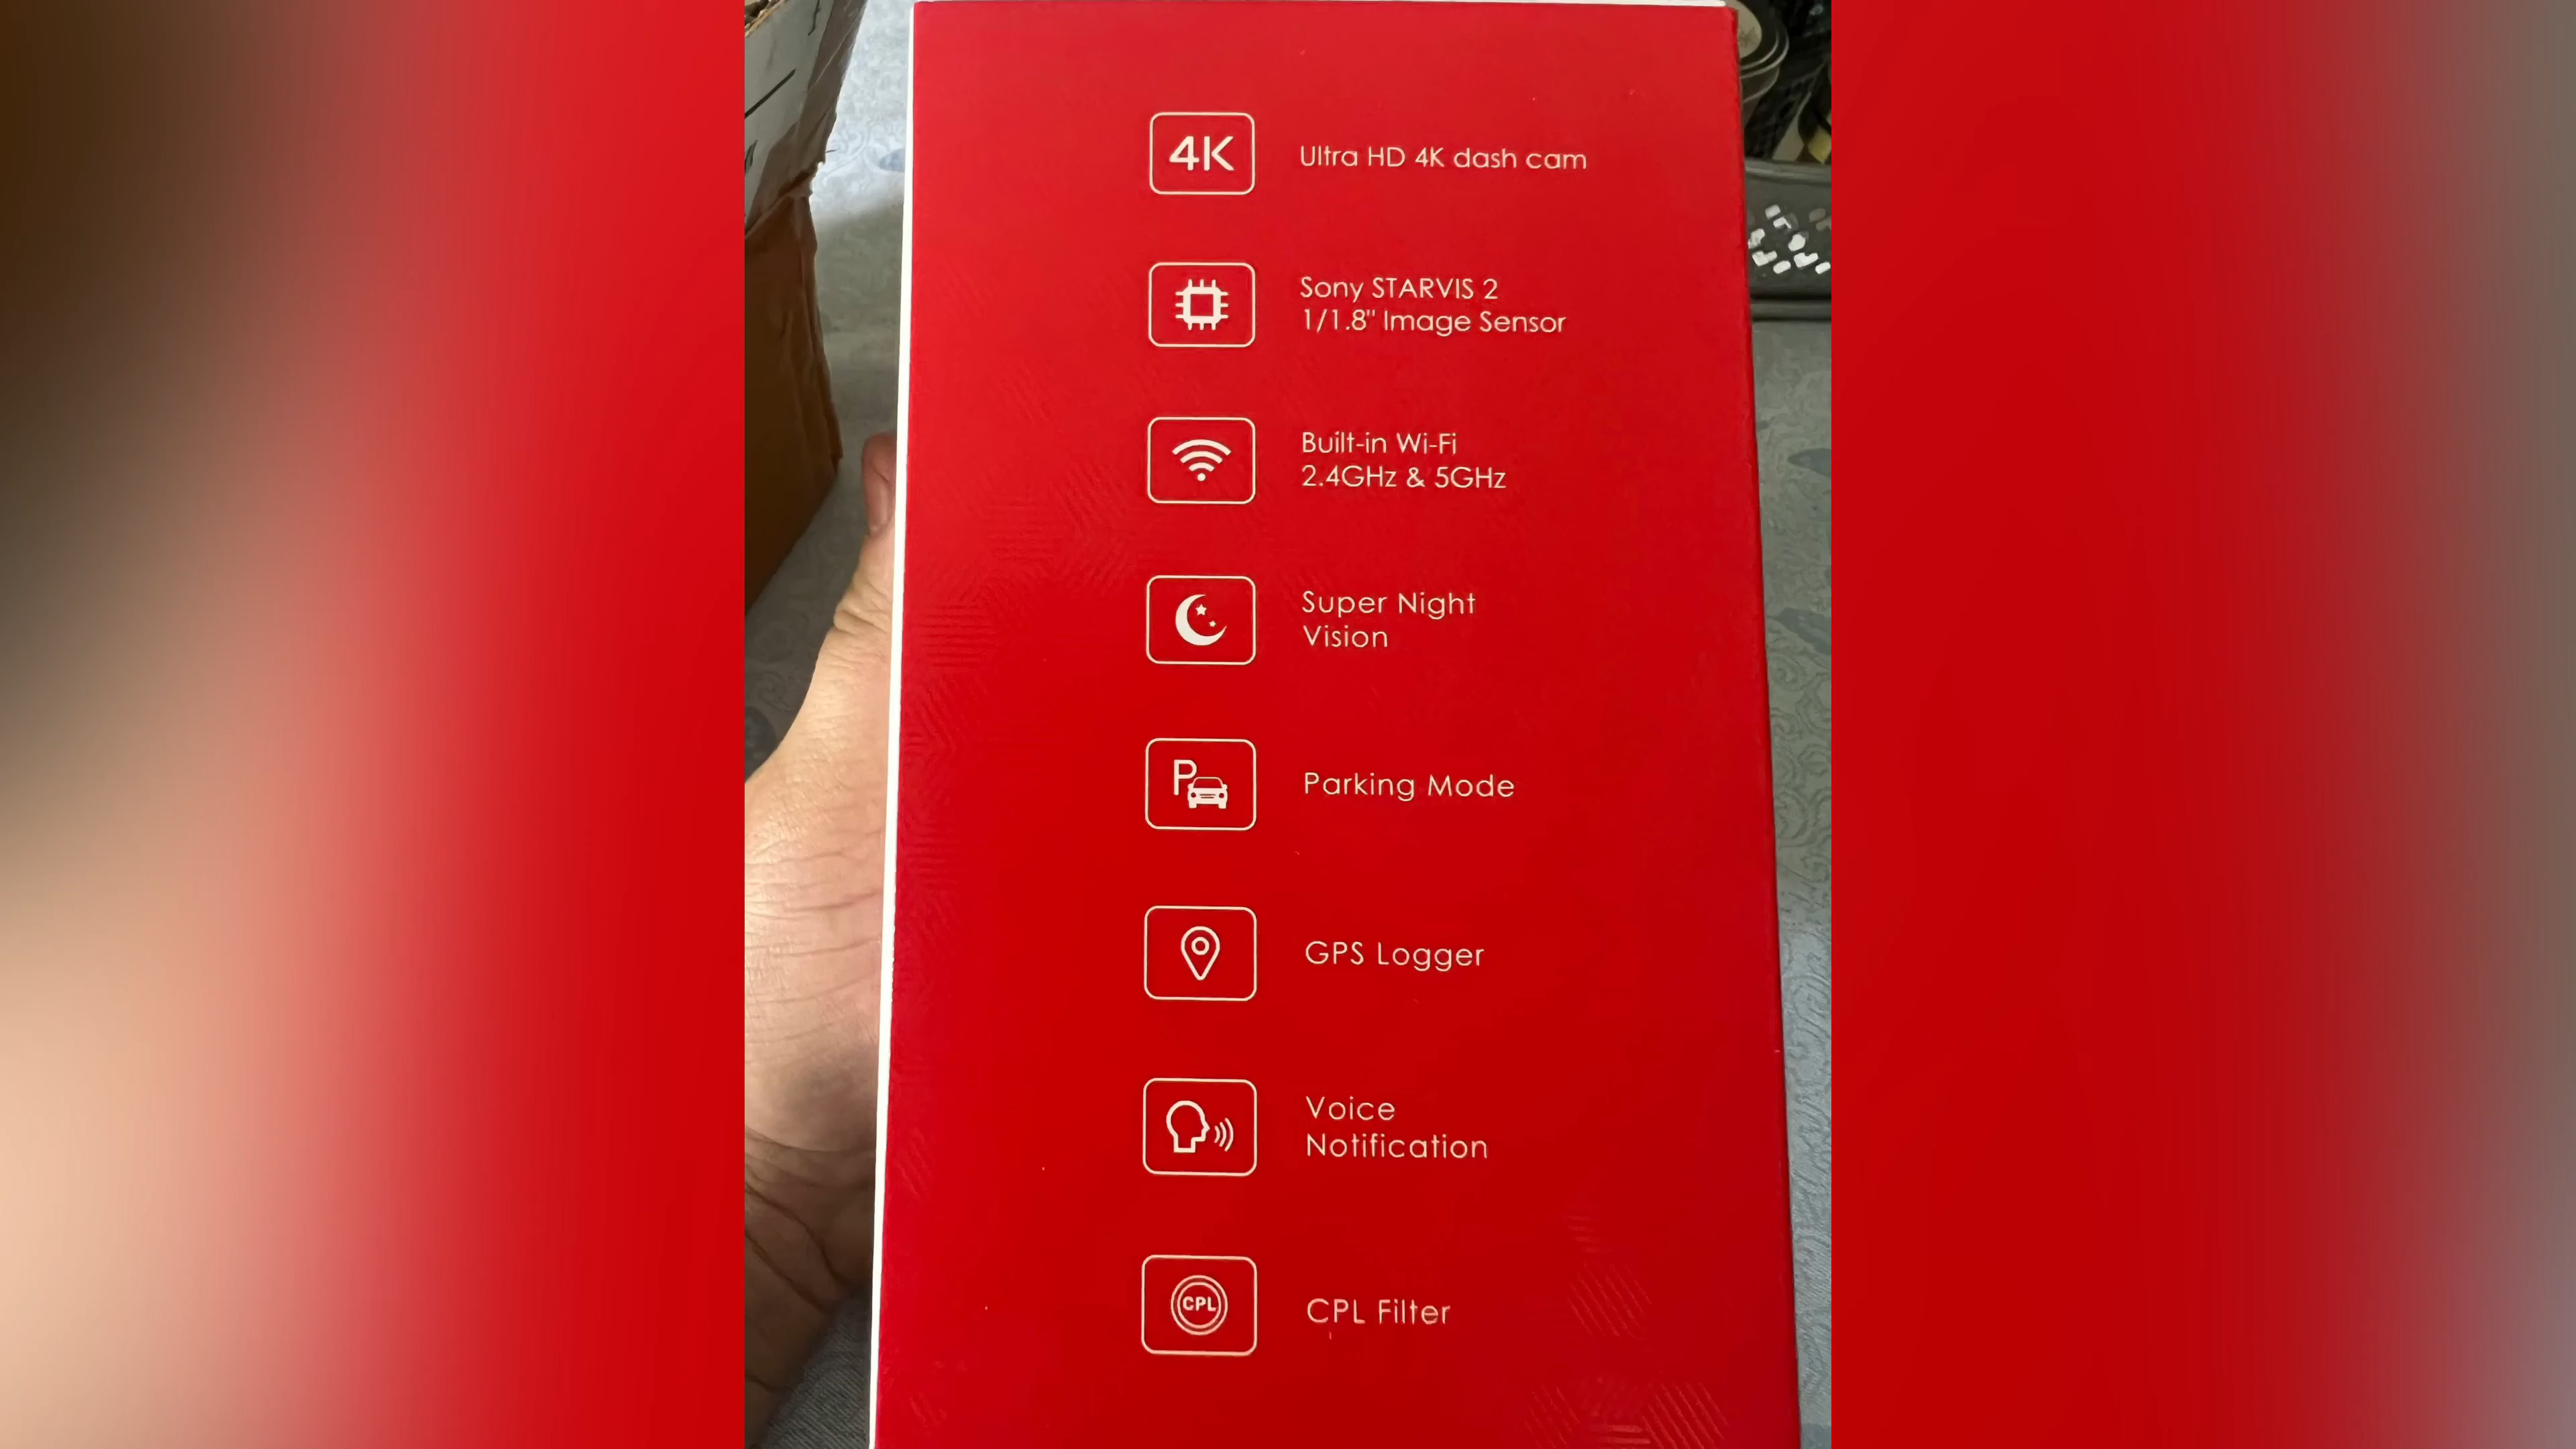 4K
Ultra HD 4K dash cam
Sony STARVIS 2
1/1.8" Image Sensor
Built-in Wi-Fi
2.4GHz & 5GHz
Super Night
Vision
P
Parking Mode
GPS Logger
Voice
Notification
CPL
CPL Filter